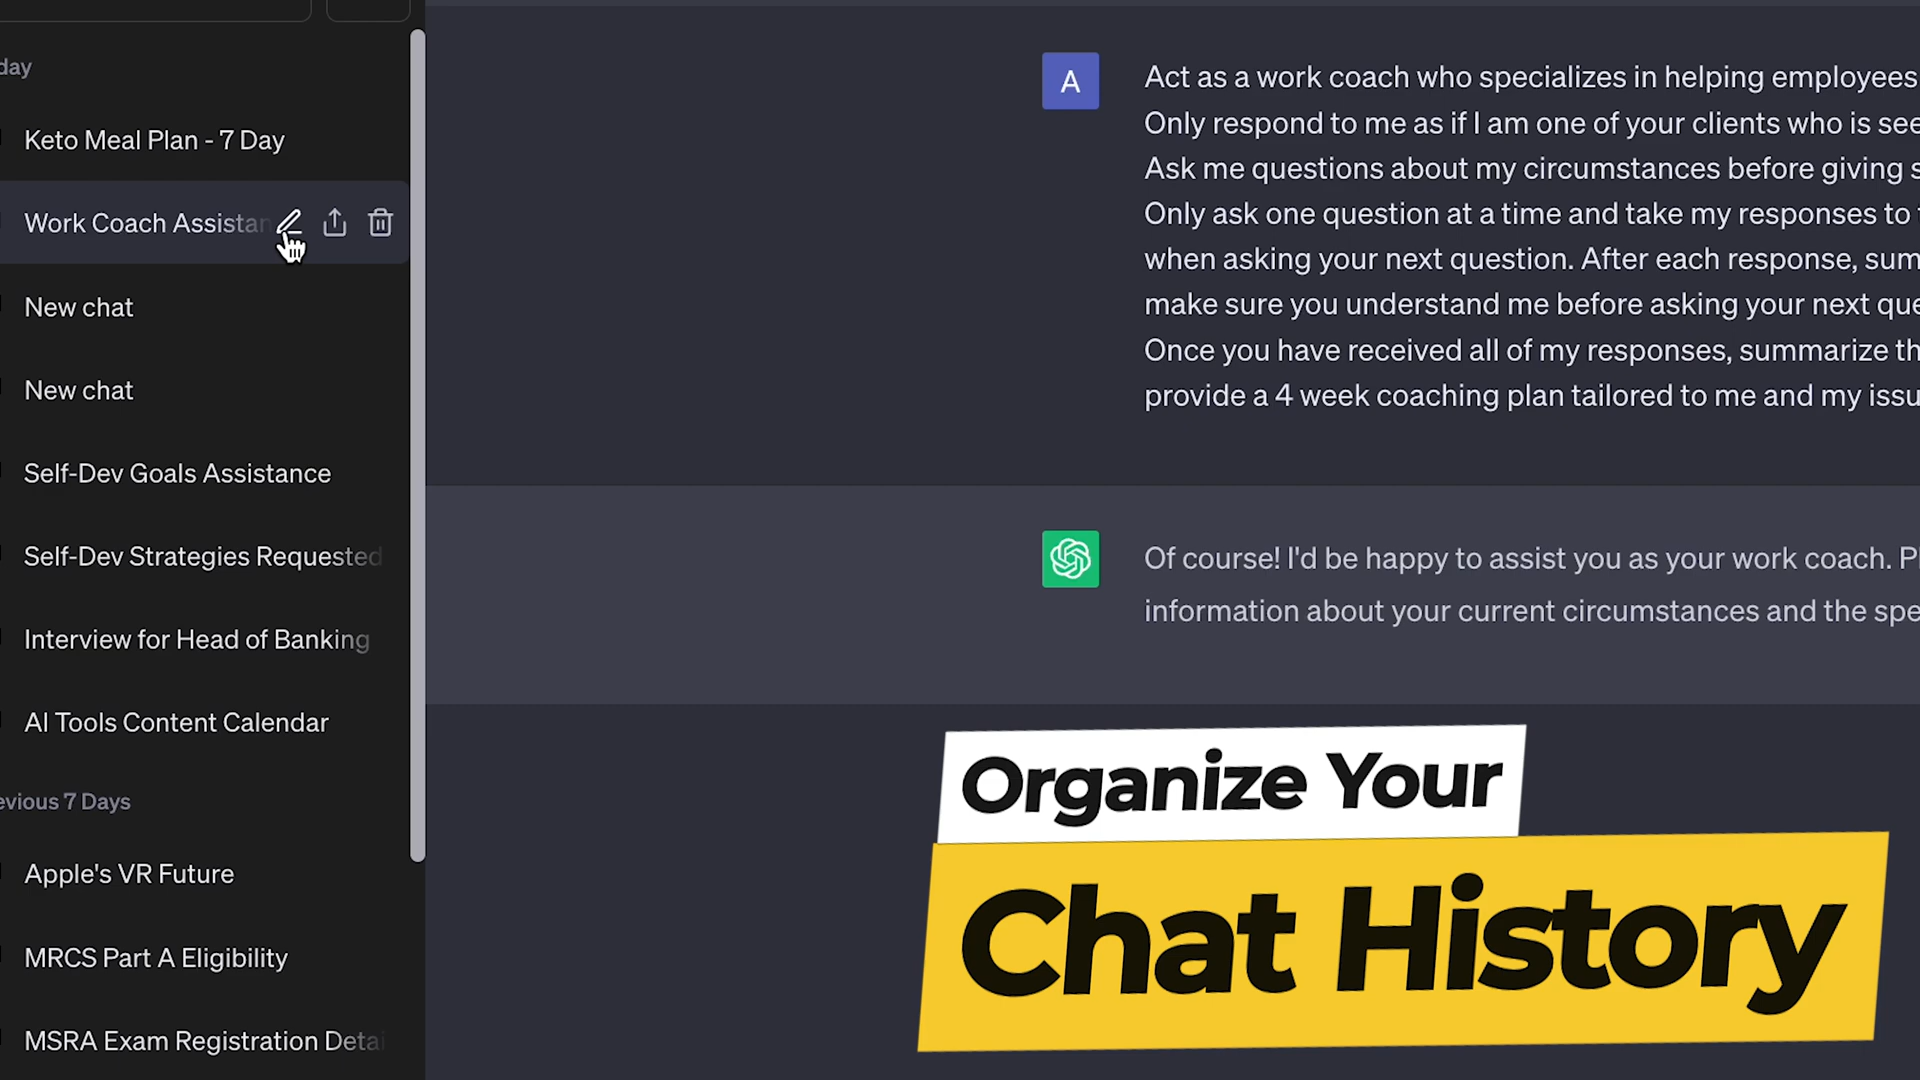 day
Keto Meal Plan - 7 Day
Work Coach Assistan
New chat
New chat
Self-Dev Goals Assistance
Self-Dev Strategies Requested
Interview for Head of Banking
AI Tools Content Calendar
evious 7 Days
Apple's VR Future
MRCS Part A Eligibility
MSRA Exam Registration Detai
A
Act as a work coach who specializes in helping employees
Only respond to me as if I am one of your clients who is see
Ask me questions about my circumstances before giving s
Only ask one question at a time and take my responses to
when asking your next question. After each response, sum
make sure you understand me before asking your next que
Once you have received all of my responses, summarize th
provide a 4 week coaching plan tailored to me and my issu
Of course! I'd be happy to assist you as your work coach. Pl
information about your current circumstances and the spe
Organize Your
Chat History